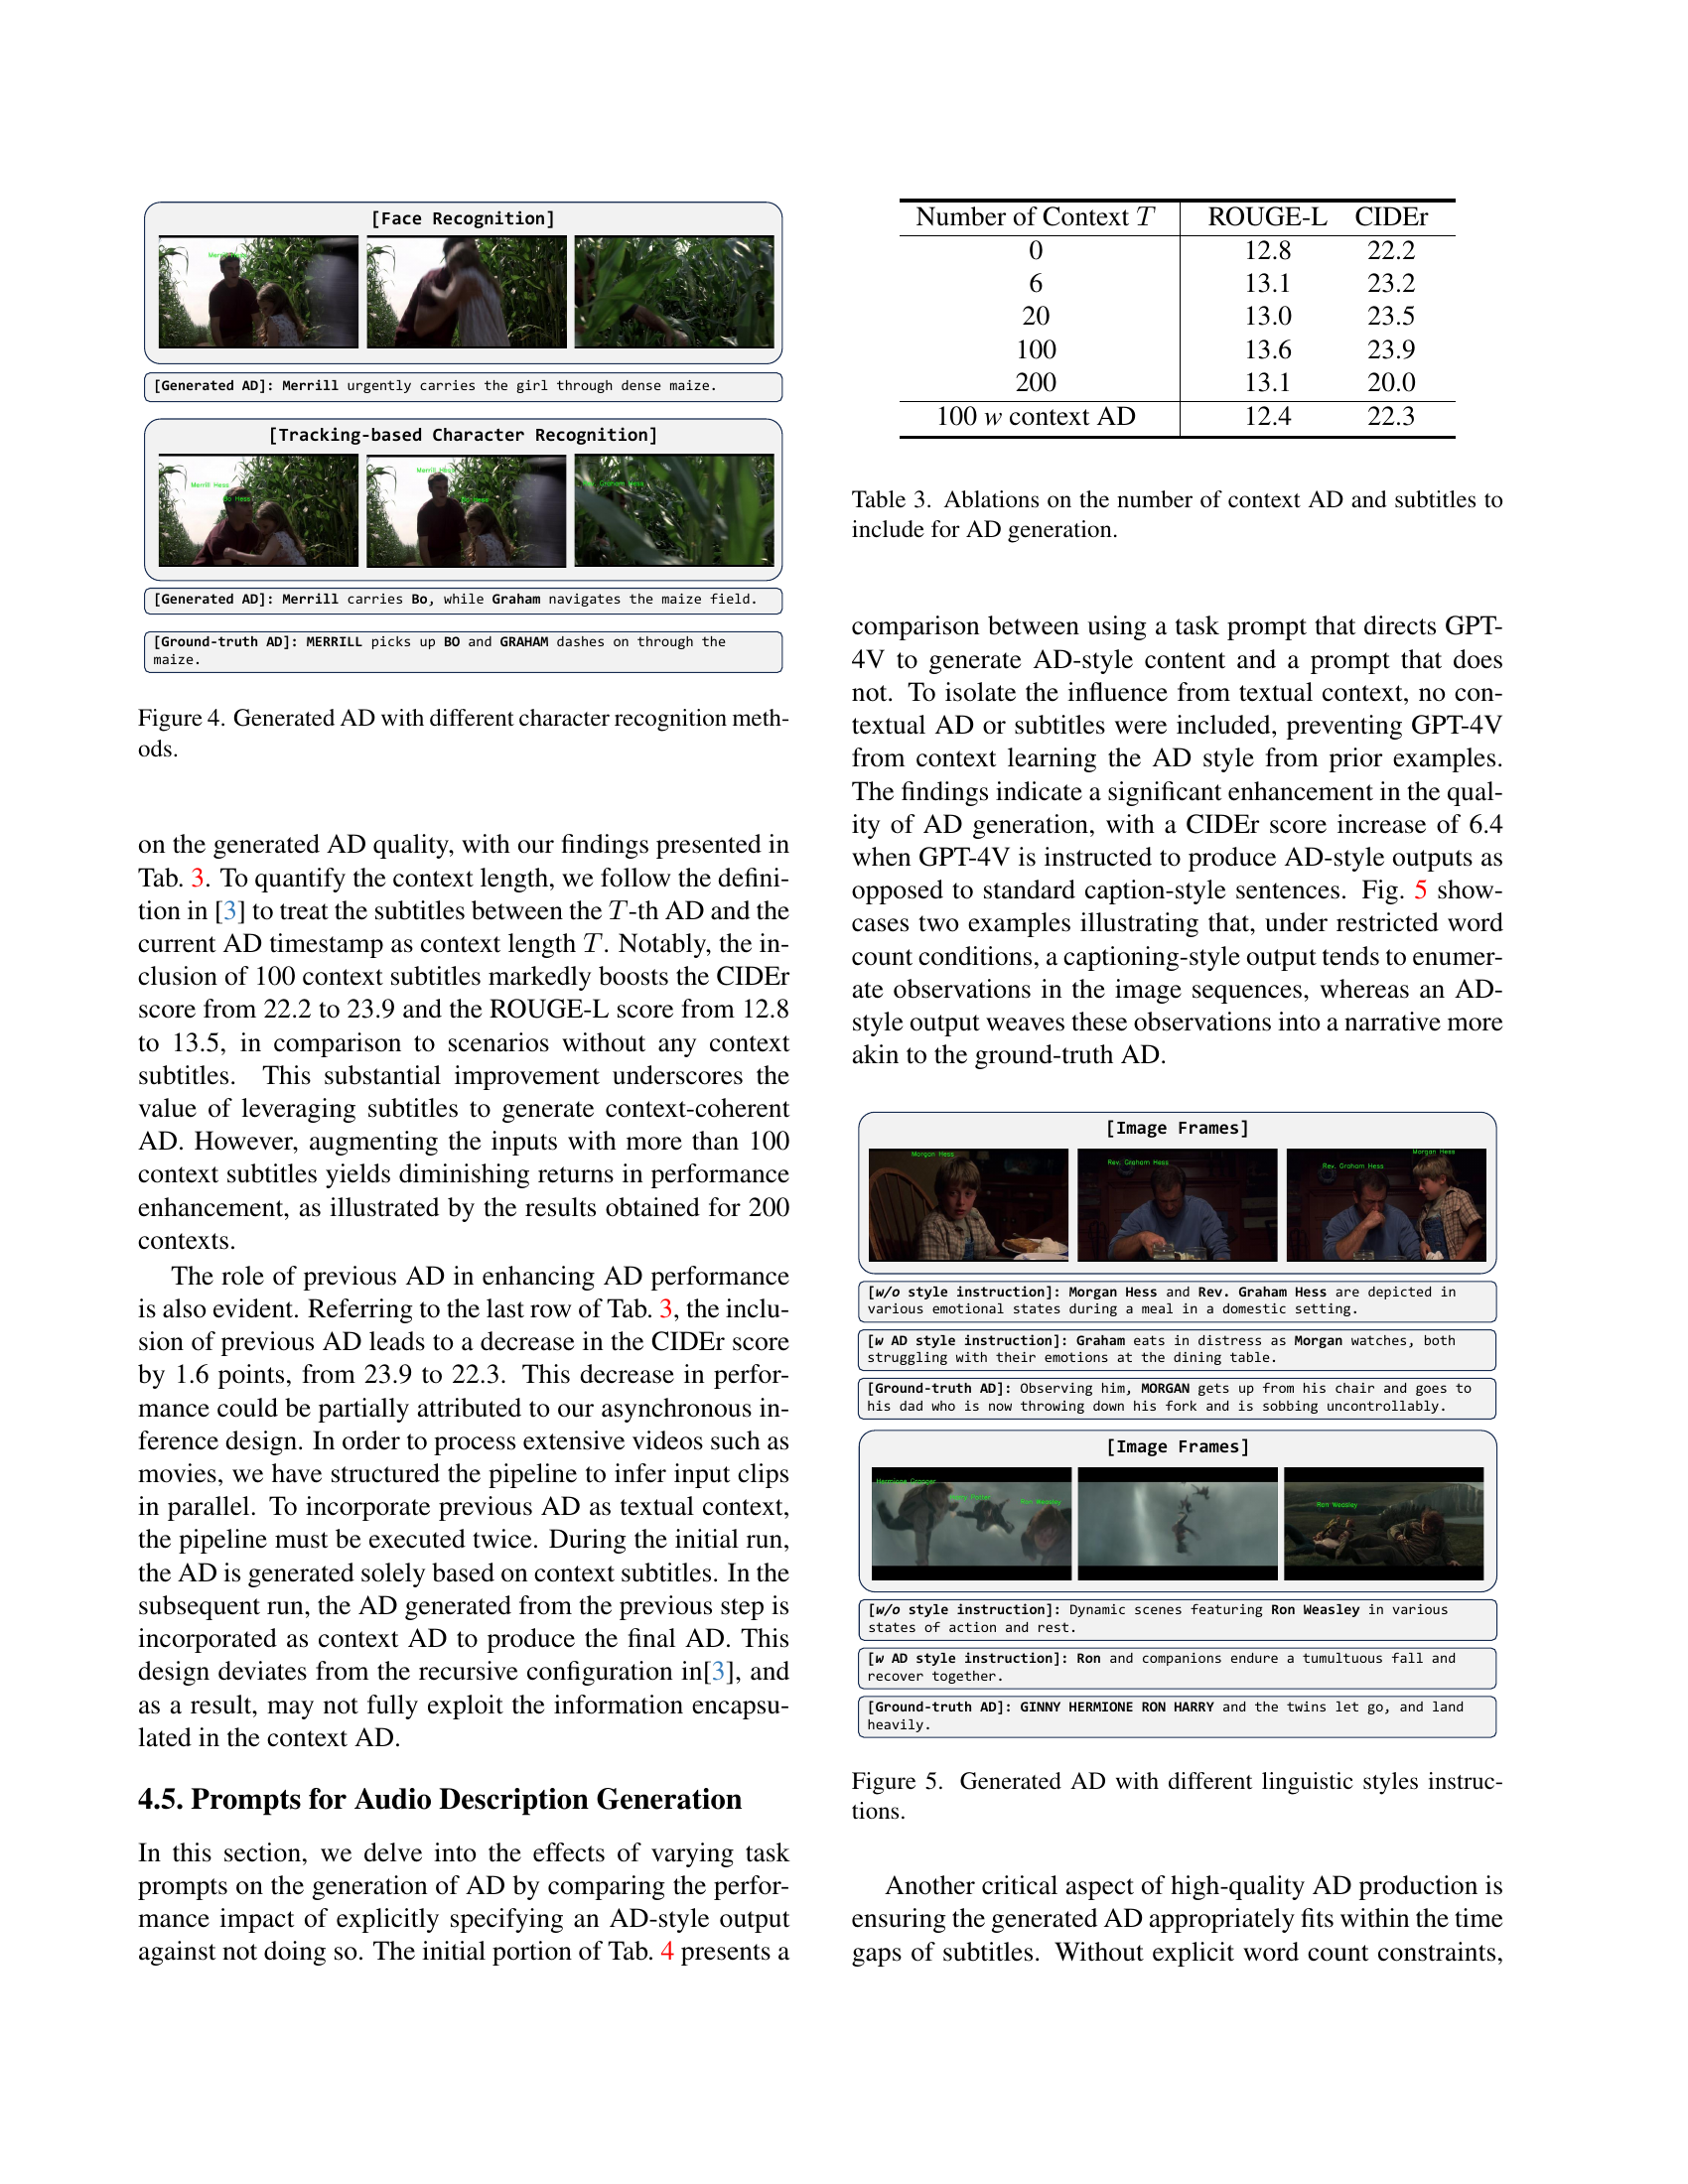 [Face Recognition]
[Generated AD]: Merrill urgently carries the girl through dense maize.
[Tracking-based Character Recognition]
Merrill Hess
Bo Hess
Merrill Hess
Bo Hess
Rev. Graham Hess
[Generated AD]: Merrill carries Bo, while Graham navigates the maize field.
[Ground-truth AD]: MERRILL picks up BO and GRAHAM dashes on through the
maize.
Figure 4. Generated AD with different character recognition meth-
ods.
on the generated AD quality, with our findings presented in
Tab. 3. To quantify the context length, we follow the defini-
tion in [3] to treat the subtitles between the T-th AD and the
current AD timestamp as context length T. Notably, the in-
clusion of 100 context subtitles markedly boosts the CIDEr
score from 22.2 to 23.9 and the ROUGE-L score from 12.8
to 13.5, in comparison to scenarios without any context
subtitles. This substantial improvement underscores the
value of leveraging subtitles to generate context-coherent
AD. However, augmenting the inputs with more than 100
context subtitles yields diminishing returns in performance
enhancement, as illustrated by the results obtained for 200
contexts.
The role of previous AD in enhancing AD performance
is also evident. Referring to the last row of Tab. 3, the inclu-
sion of previous AD leads to a decrease in the CIDEr score
by 1.6 points, from 23.9 to 22.3. This decrease in perfor-
mance could be partially attributed to our asynchronous in-
ference design. In order to process extensive videos such as
movies, we have structured the pipeline to infer input clips
in parallel. To incorporate previous AD as textual context,
the pipeline must be executed twice. During the initial run,
the AD is generated solely based on context subtitles. In the
subsequent run, the AD generated from the previous step is
incorporated as context AD to produce the final AD. This
design deviates from the recursive configuration in[3], and
as a result, may not fully exploit the information encapsu-
lated in the context AD.
4.5. Prompts for Audio Description Generation
In this section, we delve into the effects of varying task
prompts on the generation of AD by comparing the perfor-
mance impact of explicitly specifying an AD-style output
against not doing so. The initial portion of Tab. 4 presents a
Number of Context T ROUGE-L CIDEr
0 12.8 22.2
6 13.1 23.2
20 13.0 23.5
100 13.6 23.9
200 13.1 20.0
100 w context AD 12.4 22.3
Table 3. Ablations on the number of context AD and subtitles to
include for AD generation.
comparison between using a task prompt that directs GPT-
4V to generate AD-style content and a prompt that does
not. To isolate the influence from textual context, no con-
textual AD or subtitles were included, preventing GPT-4V
from context learning the AD style from prior examples.
The findings indicate a significant enhancement in the qual-
ity of AD generation, with a CIDEr score increase of 6.4
when GPT-4V is instructed to produce AD-style outputs as
opposed to standard caption-style sentences. Fig. 5 show-
cases two examples illustrating that, under restricted word
count conditions, a captioning-style output tends to enumer-
ate observations in the image sequences, whereas an AD-
style output weaves these observations into a narrative more
akin to the ground-truth AD.
[Image Frames]
Morgan Hess
Rev. Graham Hess
Rev. Graham Hess
Morgan Hess
[w/o style instruction]: Morgan Hess and Rev. Graham Hess are depicted in
various emotional states during a meal in a domestic setting.
[w AD style instruction]: Graham eats in distress as Morgan watches, both
struggling with their emotions at the dining table.
[Ground-truth AD]: Observing him, MORGAN gets up from his chair and goes to
his dad who is now throwing down his fork and is sobbing uncontrollably.
[Image Frames]
Hermione Granger
Harry Potter
Ron Weasley
Ron Weasley
[w/o style instruction]: Dynamic scenes featuring Ron Weasley in various
states of action and rest.
[w AD style instruction]: Ron and companions endure a tumultuous fall and
recover together.
[Ground-truth AD]: GINNY HERMIONE RON HARRY and the twins let go, and land
heavily.
Figure 5. Generated AD with different linguistic styles instruc-
tions.
Another critical aspect of high-quality AD production is
ensuring the generated AD appropriately fits within the time
gaps of subtitles. Without explicit word count constraints,